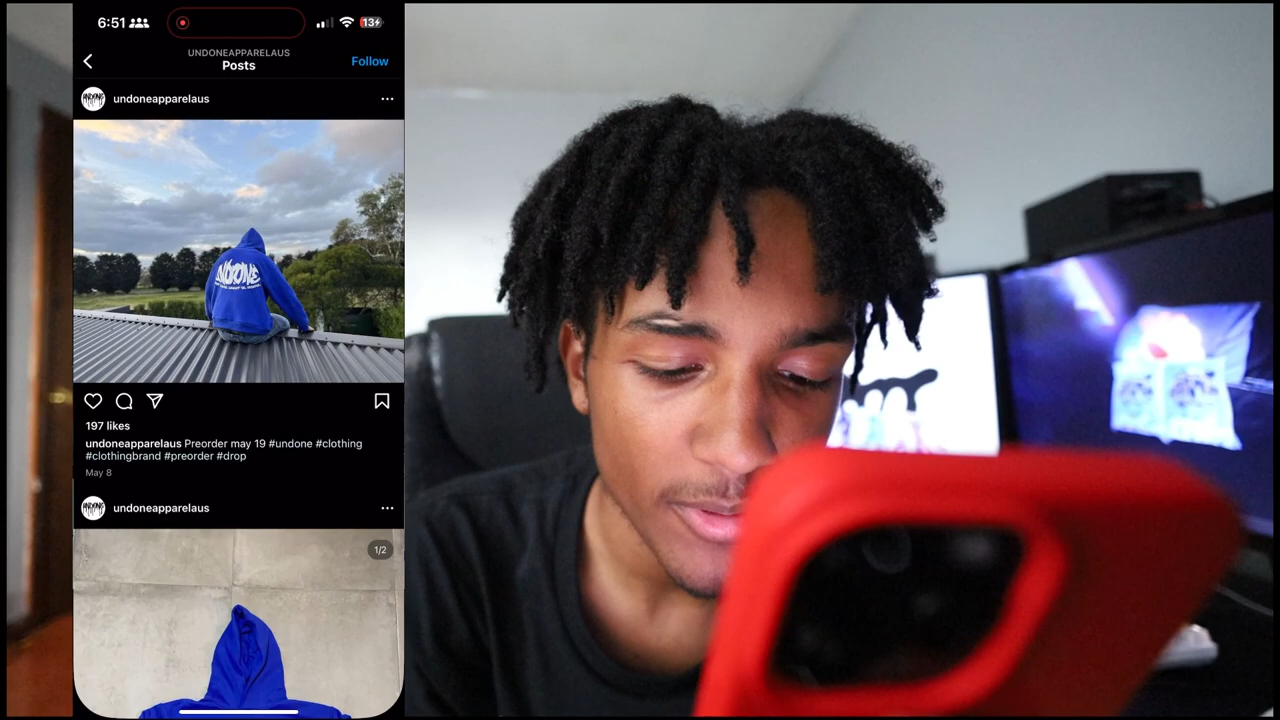 6:51
13
UNDONEAPPARELAUS
Posts
Follow
undoneapparelaus
UNDONE
197 likes
undoneapparelaus Preorder may 19 #undone #clothing
#clothingbrand #preorder #drop
May 8
undoneapparelaus
1/2